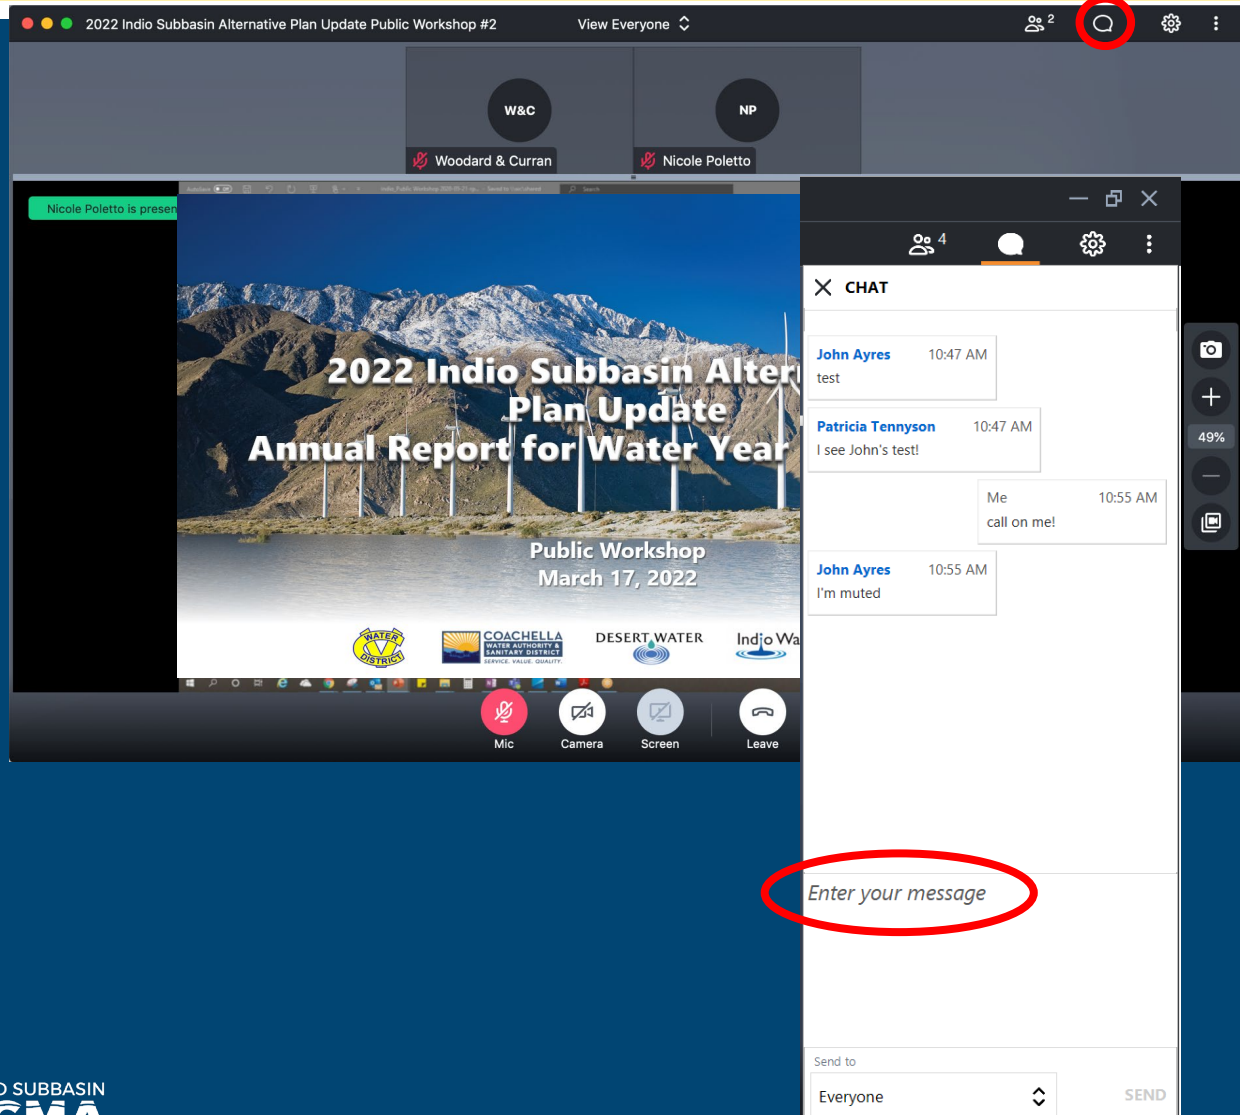 2022 Indio Subbasin Alternative Plan Update Public Workshop #2
View Everyone
2
W&C
NP
Woodard & Curran
Nicole Poletto
Nicole Poletto is presen
AutoSave
Off
Search
2022 Indio Subbasin Altern
Plan Update
Annual Report for Water Year
Public Workshop
March 17, 2022
WATER
DISTRICT
COACHELLA
WATER AUTHORITY &
SANITARY DISTRICT
SERVICE. VALUE. QUALITY.
DESERT WATER
Indio Wa
Mic
Camera
Screen
Leave
4
CHAT
John Ayres 10:47 AM
test
Patricia Tennyson 10:47 AM
I see John's test!
Me 10:55 AM
call on me!
John Ayres 10:55 AM
I'm muted
49%
Enter your message
Send to
Everyone
SEND
SUBBASIN